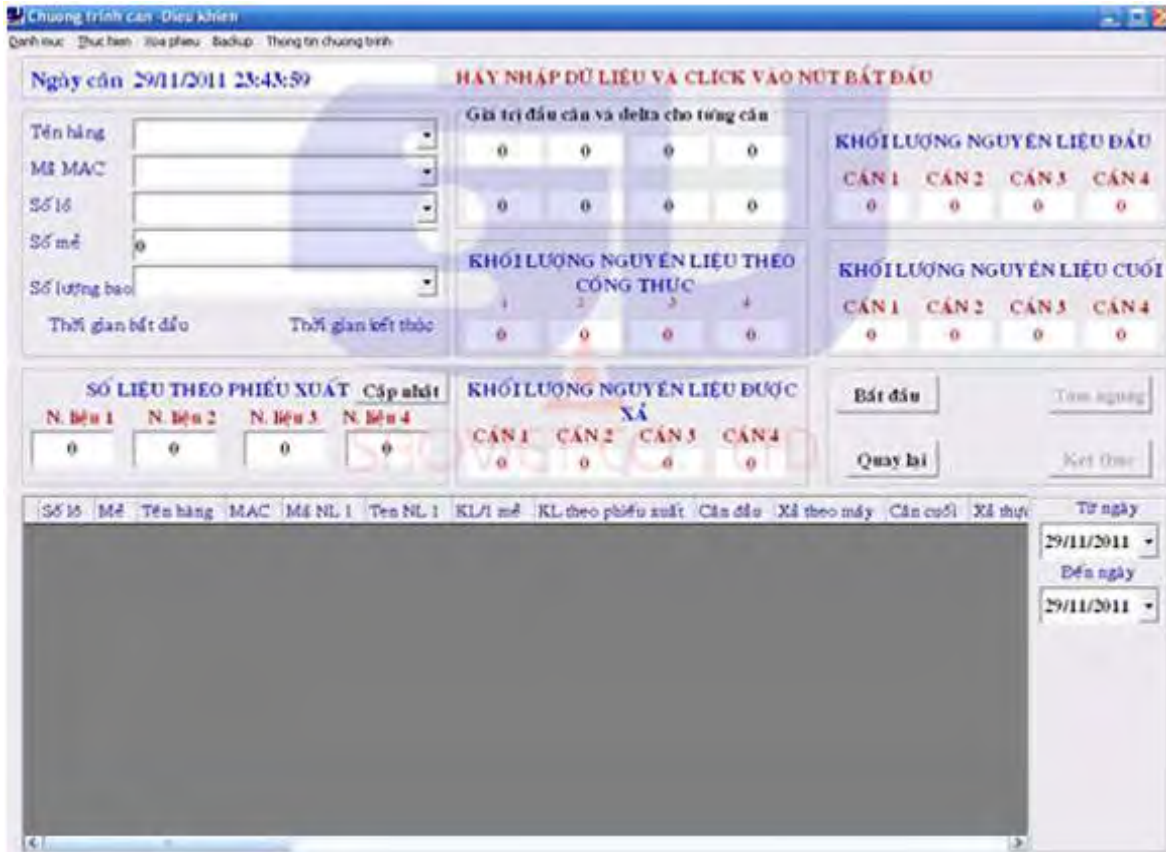 Chuong trinh can -Dieu khien
Danh muc Thuc hien Xoa phieu Backup Thong tin chuong trinh
Ngày cân 29/11/2011 23:43:59
HÃY NHẬP DỮ LIỆU VÀ CLICK VÀO NÚT BẮT ĐẦU
Tên hàng
Mã MAC
Số lô
Số mẻ 0
Số lượng bao
Thời gian bắt đầu Thời gian kết thúc
Giá trị đầu cân và delta cho từng cân
0 0 0 0
0 0 0 0
KHỐI LƯỢNG NGUYÊN LIỆU THEO
CÔNG THỨC
1 2 3 4
0 0 0 0
KHỐI LƯỢNG NGUYÊN LIỆU ĐẦU
CÂN 1 CÂN 2 CÂN 3 CÂN 4
0 0 0 0
KHỐI LƯỢNG NGUYÊN LIỆU CUỐI
CÂN 1 CÂN 2 CÂN 3 CÂN 4
0 0 0 0
SỐ LIỆU THEO PHIẾU XUẤT Cập nhật
N. liệu 1 N. liệu 2 N. liệu 3 N. liệu 4
0 0 0 0
KHỐI LƯỢNG NGUYÊN LIỆU ĐƯỢC
XẢ
CÂN 1 CÂN 2 CÂN 3 CÂN 4
0 0 0 0
Bắt đầu Tạm ngưng
Quay lại Kết thúc
Số lô Mẻ Tên hàng MAC Mã NL 1 Ten NL 1 KL/1 mẻ KL theo phiếu xuất Cân đầu Xả theo máy Cân cuối Xả thực
Từ ngày
29/11/2011
Đến ngày
29/11/2011